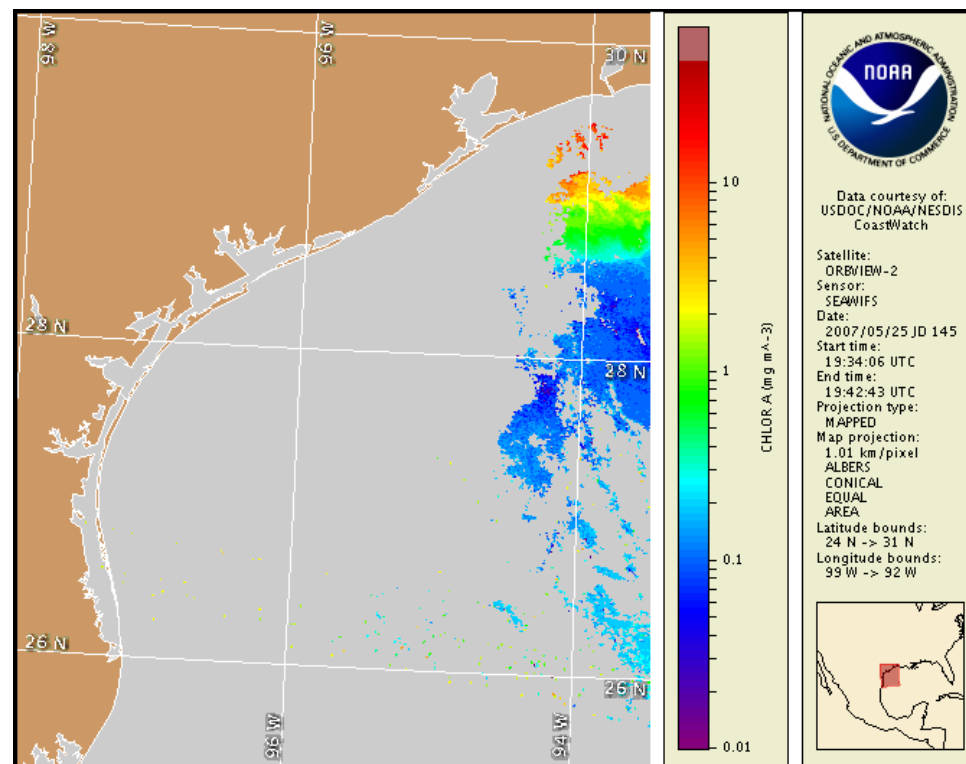 98 W
96 W
30 N
28 N
28 N
26 N
26 N
96 W
94 W
10
1
0.1
0.01
CHLOR A (mg m^-3)
NATIONAL OCEANIC AND ATMOSPHERIC ADMINISTRATION
NOAA
U.S. DEPARTMENT OF COMMERCE
Data courtesy of:
USDOC/NOAA/NESDIS
CoastWatch
Satellite:
ORBVIEW-2
Sensor:
SEAWIFS
Date:
2007/05/25 JD 145
Start time:
19:34:06 UTC
End time:
19:42:43 UTC
Projection type:
MAPPED
Map projection:
1.01 km/pixel
ALBERS
CONICAL
EQUAL
AREA
Latitude bounds:
24 N -> 31 N
Longitude bounds:
99 W -> 92 W